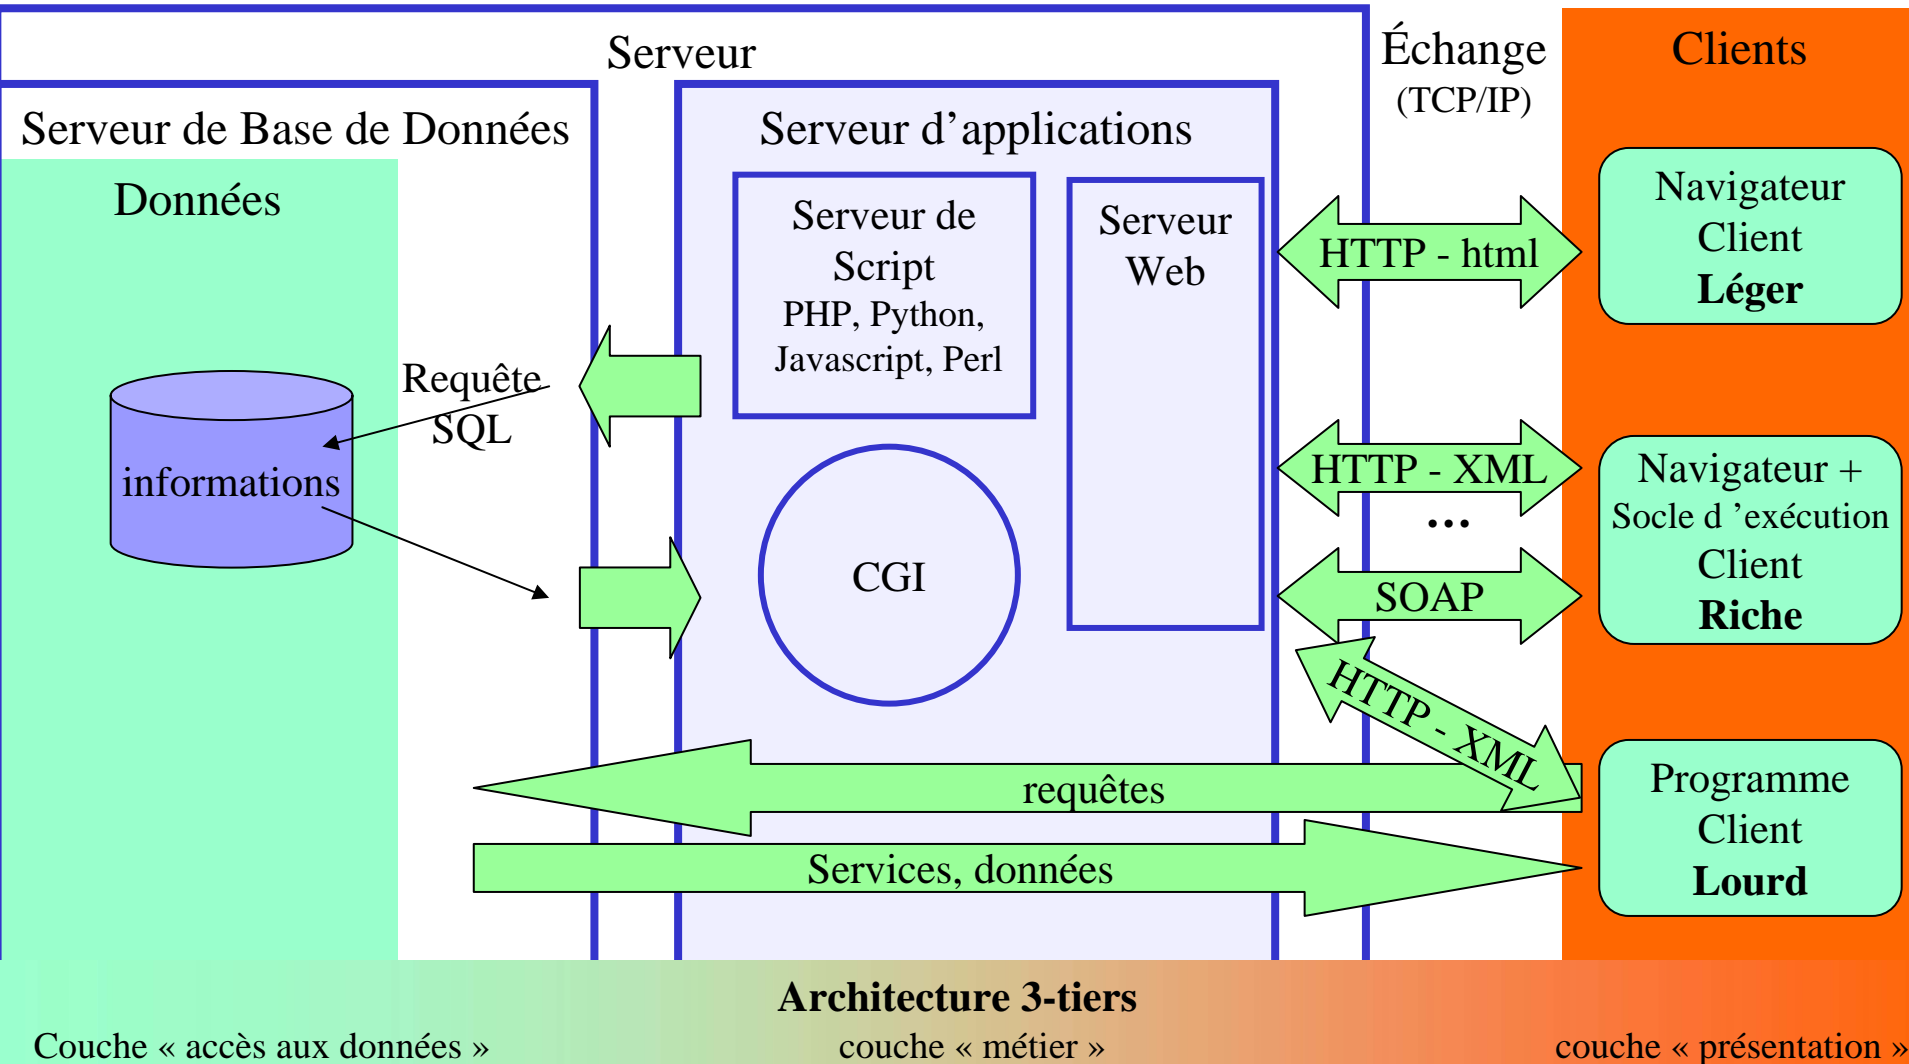 Serveur
Échange
(TCP/IP)
Clients
Serveur de Base de Données
Données
Requête
SQL
informations
Serveur d’applications
Serveur de
Script
PHP, Python,
Javascript, Perl
Serveur
Web
CGI
HTTP - html
HTTP - XML
...
SOAP
HTTP - XML
requêtes
Services, données
Navigateur
Client
Léger
Navigateur +
Socle d ’exécution
Client
Riche
Programme
Client
Lourd
Architecture 3-tiers
Couche « accès aux données »
couche « métier »
couche « présentation »